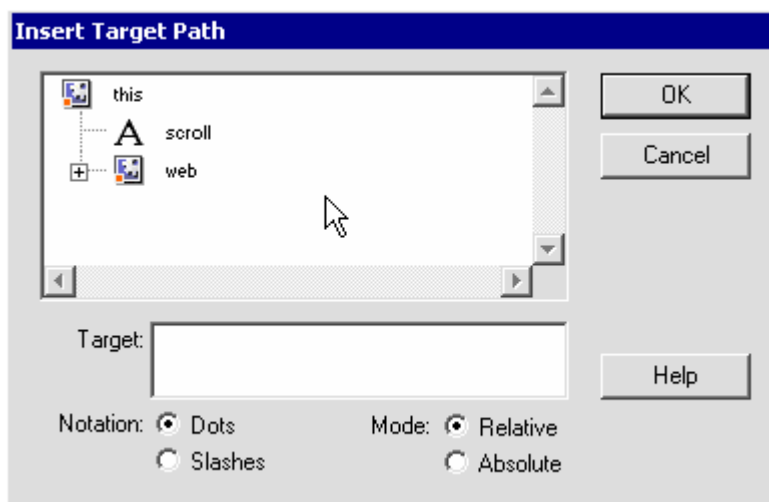 Insert Target Path
this
A scroll
web
OK
Cancel
Target:
Help
Notation: Dots Mode: Relative
Slashes Absolute